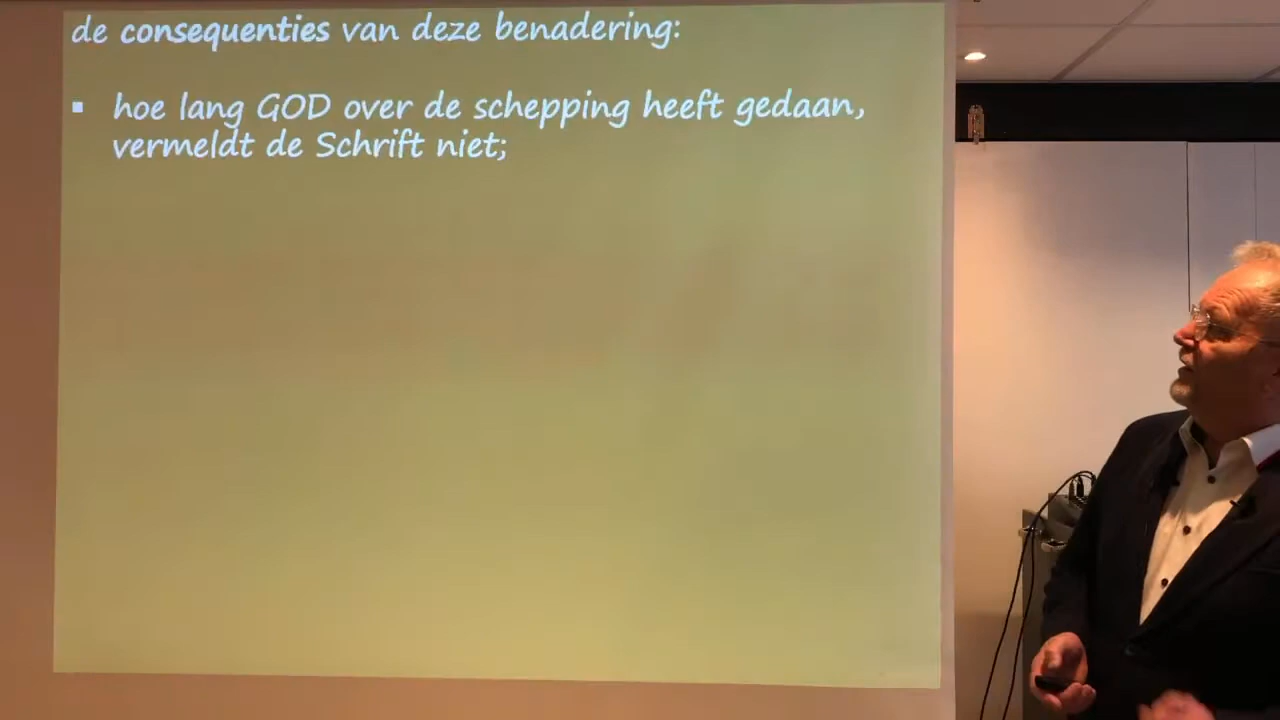 de consequenties van deze benadering:
▪ hoe lang GOD over de schepping heeft gedaan,
vermeldt de Schrift niet;